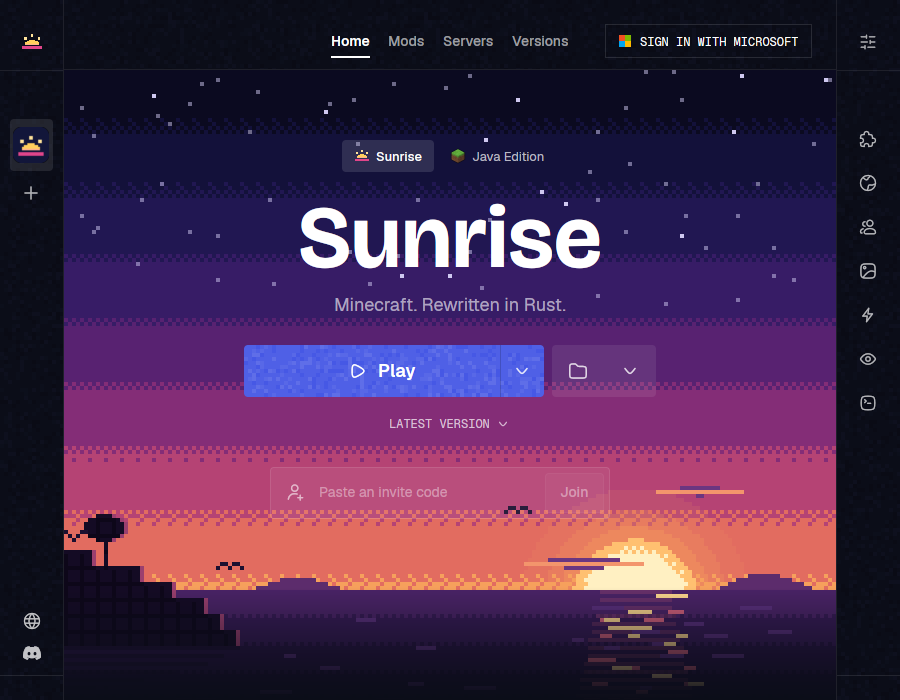 Home Mods Servers Versions SIGN IN WITH MICROSOFT
Sunrise Java Edition
Sunrise
Minecraft. Rewritten in Rust.
Play
LATEST VERSION
Paste an invite code Join